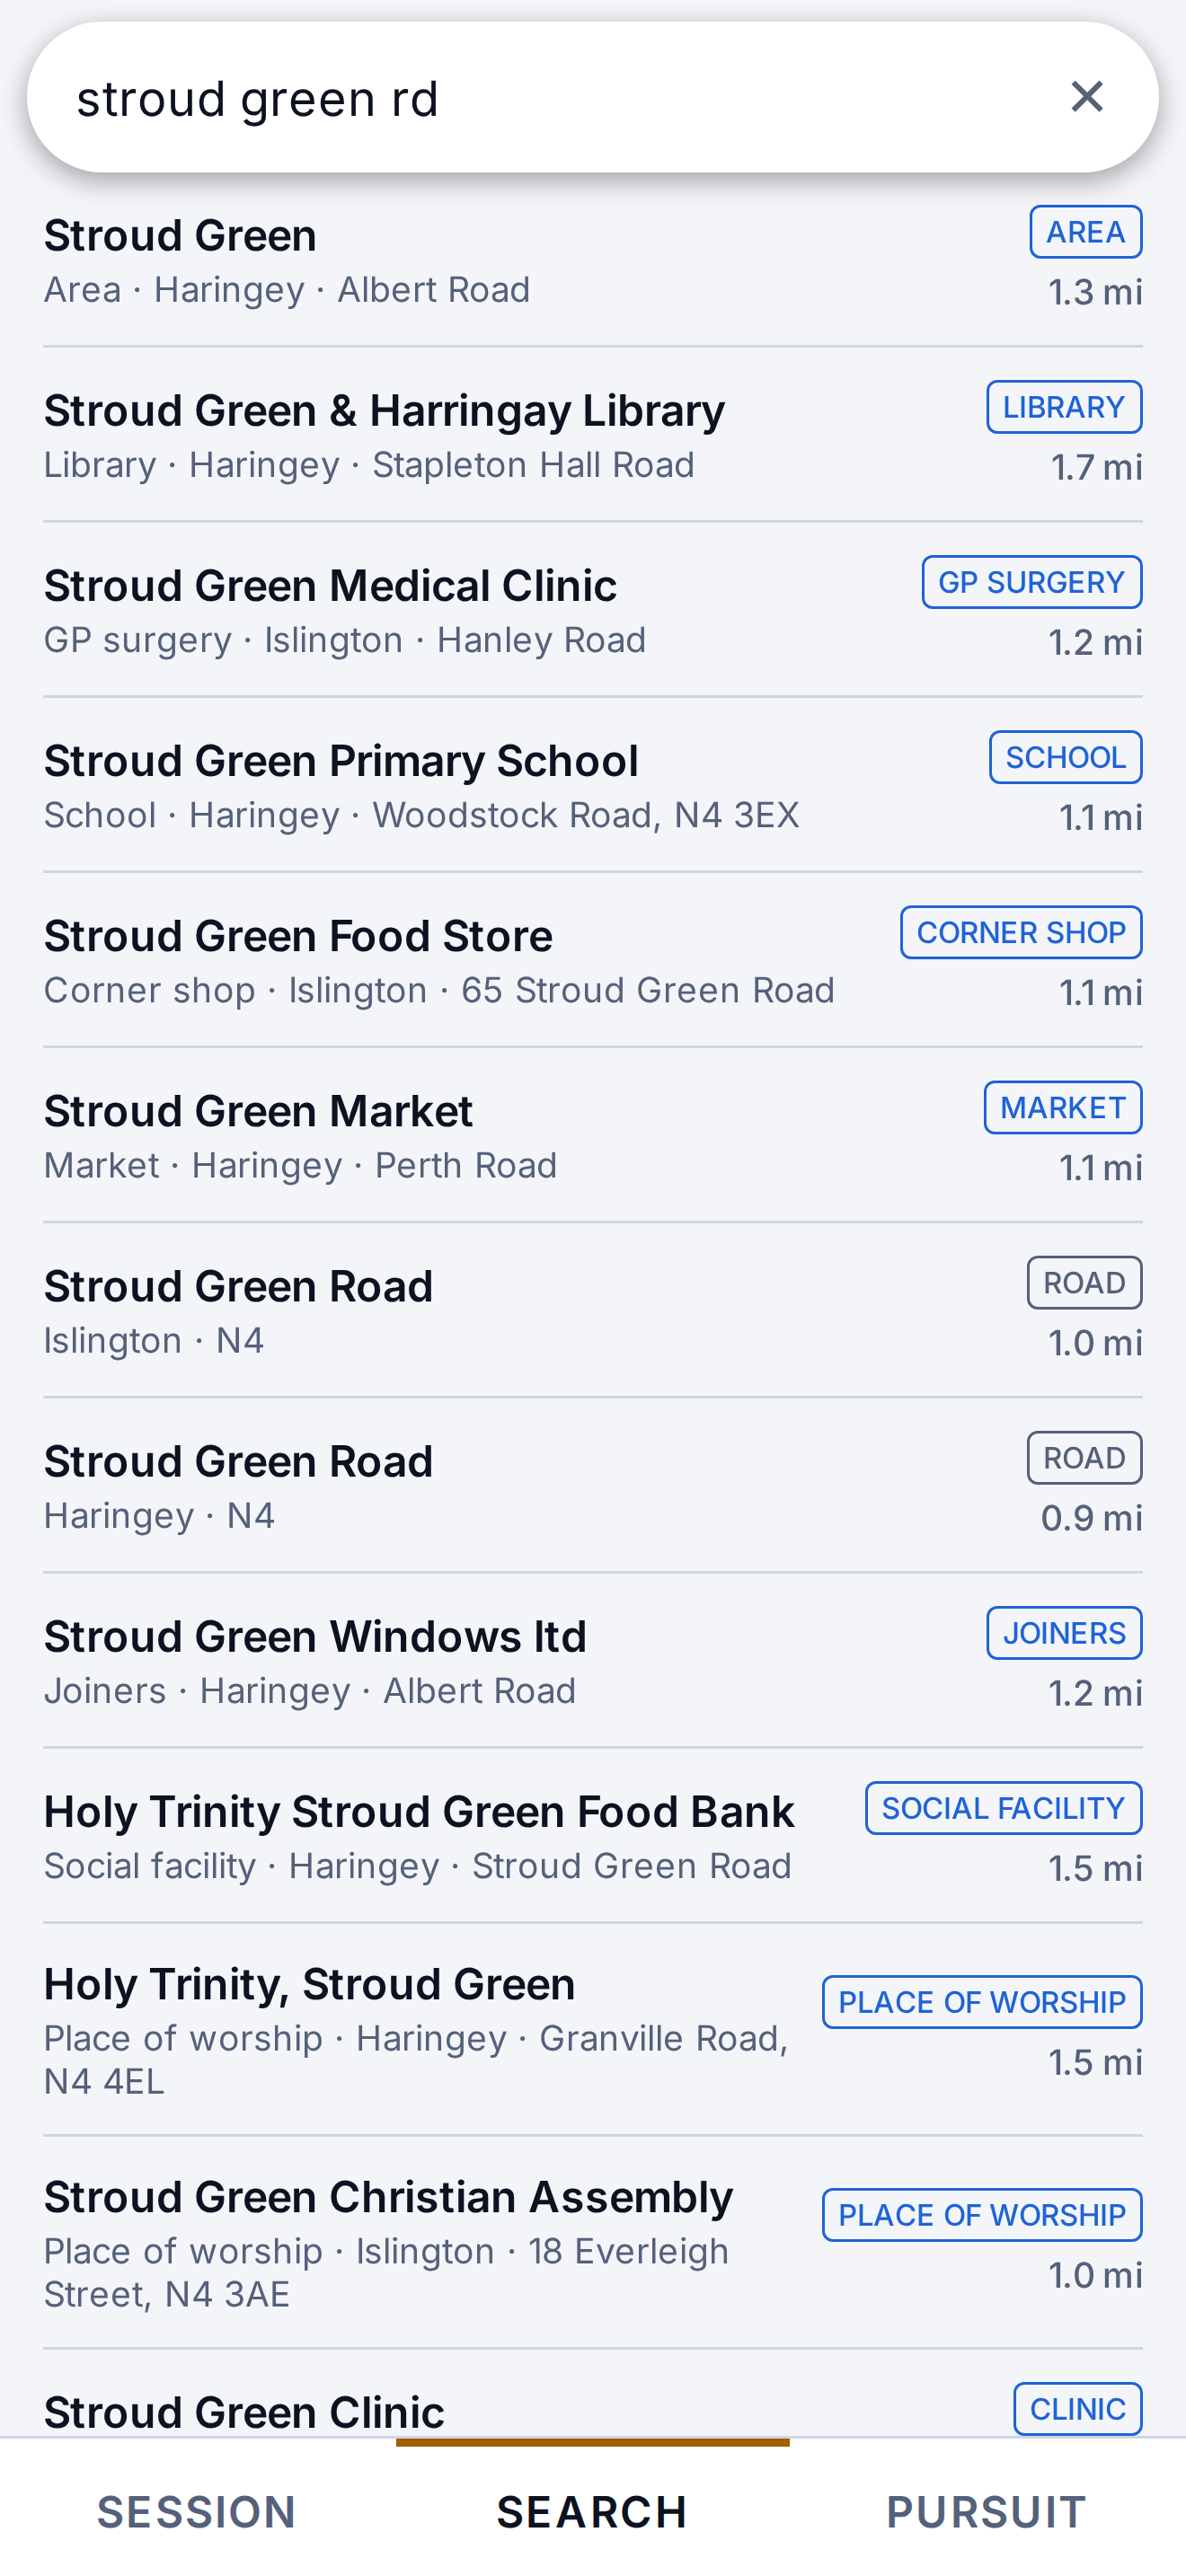 stroud green rd ✕
Stroud Green AREA
Area · Haringey · Albert Road 1.3 mi
Stroud Green & Harringay Library LIBRARY
Library · Haringey · Stapleton Hall Road 1.7 mi
Stroud Green Medical Clinic GP SURGERY
GP surgery · Islington · Hanley Road 1.2 mi
Stroud Green Primary School SCHOOL
School · Haringey · Woodstock Road, N4 3EX 1.1 mi
Stroud Green Food Store CORNER SHOP
Corner shop · Islington · 65 Stroud Green Road 1.1 mi
Stroud Green Market MARKET
Market · Haringey · Perth Road 1.1 mi
Stroud Green Road ROAD
Islington · N4 1.0 mi
Stroud Green Road ROAD
Haringey · N4 0.9 mi
Stroud Green Windows ltd JOINERS
Joiners · Haringey · Albert Road 1.2 mi
Holy Trinity Stroud Green Food Bank SOCIAL FACILITY
Social facility · Haringey · Stroud Green Road 1.5 mi
Holy Trinity, Stroud Green PLACE OF WORSHIP
Place of worship · Haringey · Granville Road, 1.5 mi
N4 4EL
Stroud Green Christian Assembly PLACE OF WORSHIP
Place of worship · Islington · 18 Everleigh 1.0 mi
Street, N4 3AE
Stroud Green Clinic CLINIC
SESSION SEARCH PURSUIT